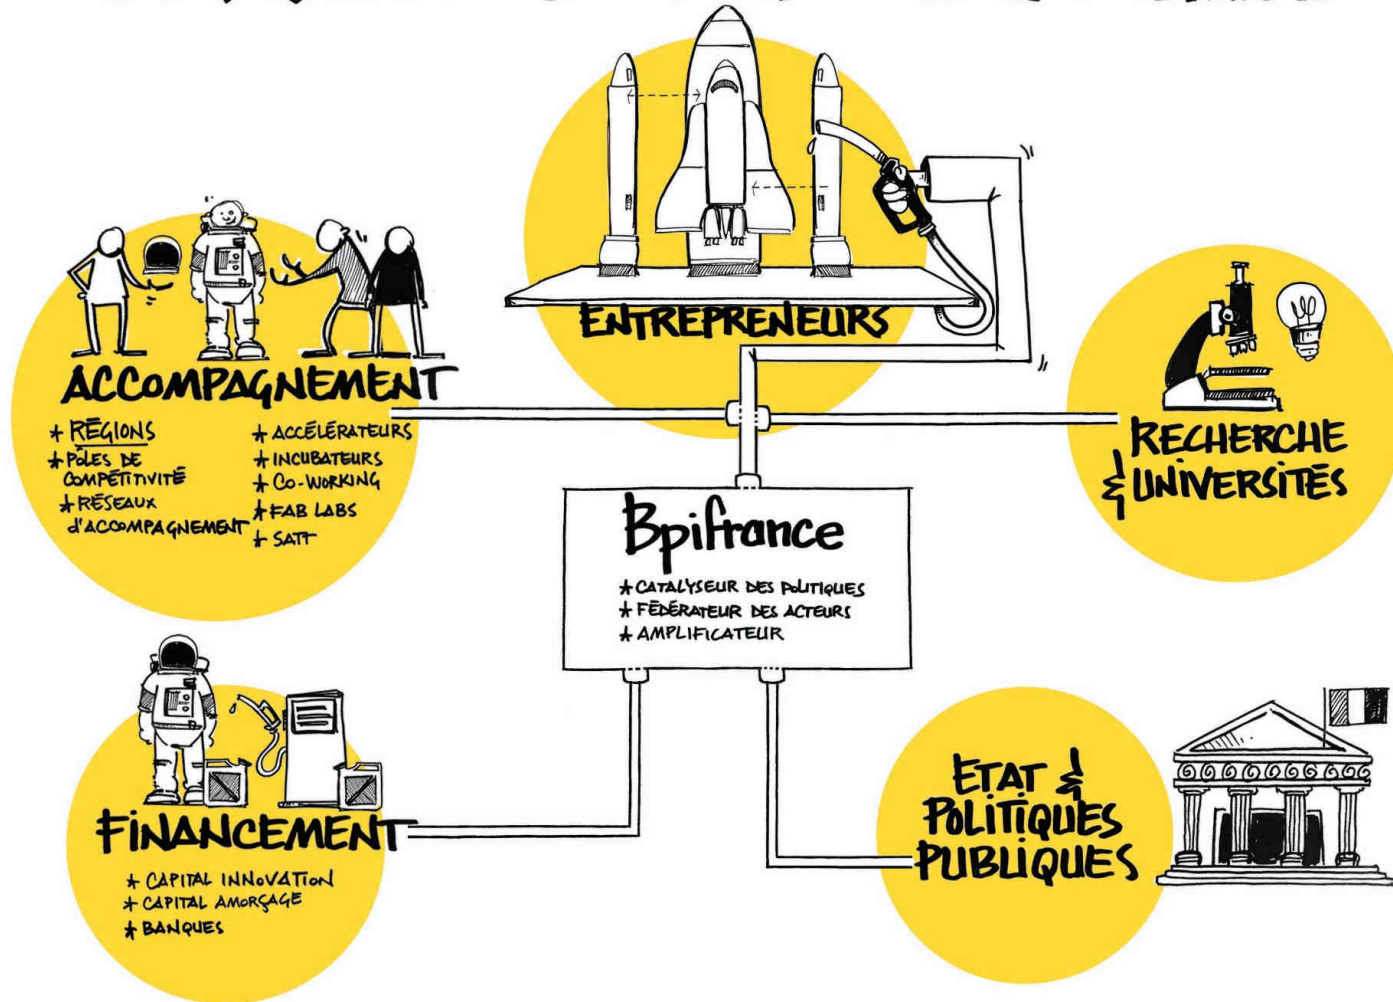 ENTREPRENEURS
ACCOMPAGNEMENT
* RÉGIONS
* PÔLES DE
COMPÉTITIVITÉ
* RÉSEAUX
d'ACCOMPAGNEMENT
* ACCÉLÉRATEURS
* INCUBATEURS
* CO-WORKING
* FAB LABS
* SATT
RECHERCHE
& UNIVERSITÉS
Bpifrance
* CATALYSEUR DES POLITIQUES
* FÉDÉRATEUR DES ACTEURS
* AMPLIFICATEUR
FINANCEMENT
* CAPITAL INNOVATION
* CAPITAL AMORÇAGE
* BANQUES
ETAT &
POLITIQUES
PUBLIQUES